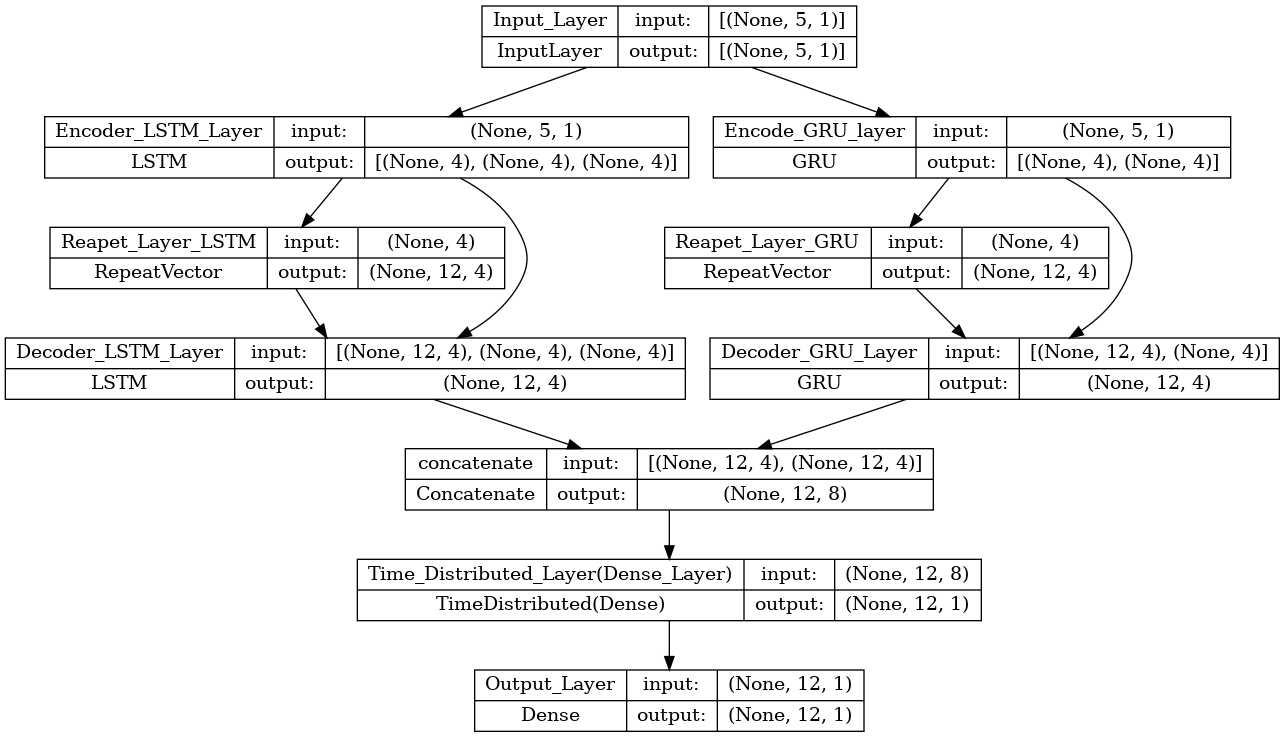 Input_Layer input: [(None, 5, 1)]
InputLayer output: [(None, 5, 1)]
Encoder_LSTM_Layer input: (None, 5, 1)
LSTM output: [(None, 4), (None, 4), (None, 4)]
Encode_GRU_layer input: (None, 5, 1)
GRU output: [(None, 4), (None, 4)]
Reapet_Layer_LSTM input: (None, 4)
RepeatVector output: (None, 12, 4)
Reapet_Layer_GRU input: (None, 4)
RepeatVector output: (None, 12, 4)
Decoder_LSTM_Layer input: [(None, 12, 4), (None, 4), (None, 4)]
LSTM output: (None, 12, 4)
Decoder_GRU_Layer input: [(None, 12, 4), (None, 4)]
GRU output: (None, 12, 4)
concatenate input: [(None, 12, 4), (None, 12, 4)]
Concatenate output: (None, 12, 8)
Time_Distributed_Layer(Dense_Layer) input: (None, 12, 8)
TimeDistributed(Dense) output: (None, 12, 1)
Output_Layer input: (None, 12, 1)
Dense output: (None, 12, 1)